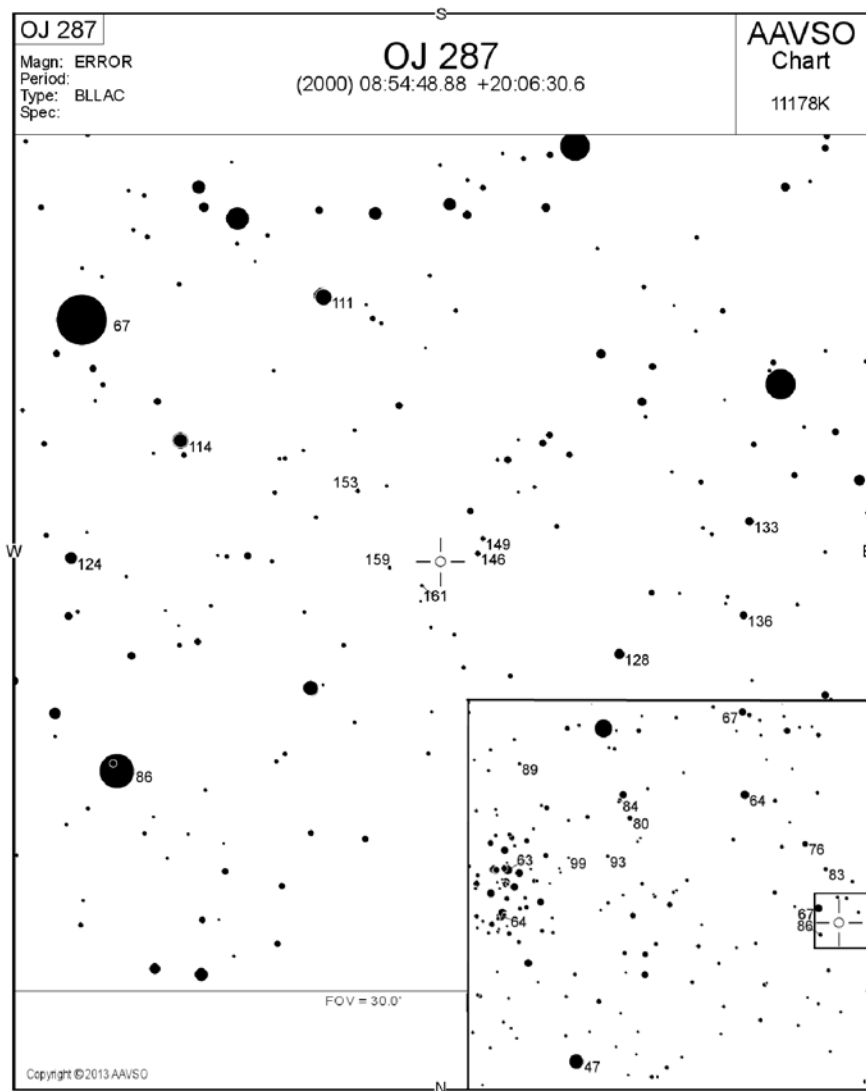 S
OJ 287
Magn: ERROR
Period:
Type: BLLAC
Spec:
OJ 287
(2000) 08:54:48.88 +20:06:30.6
AAVSO
Chart
11178K
111
67
114
153
133
149
W
146
E
124
159
161
136
128
67
89
86
64
84
80
76
63
99
93
83
67
64
86
FOV = 30.0'
47
Copyright © 2013 AAVSO
N